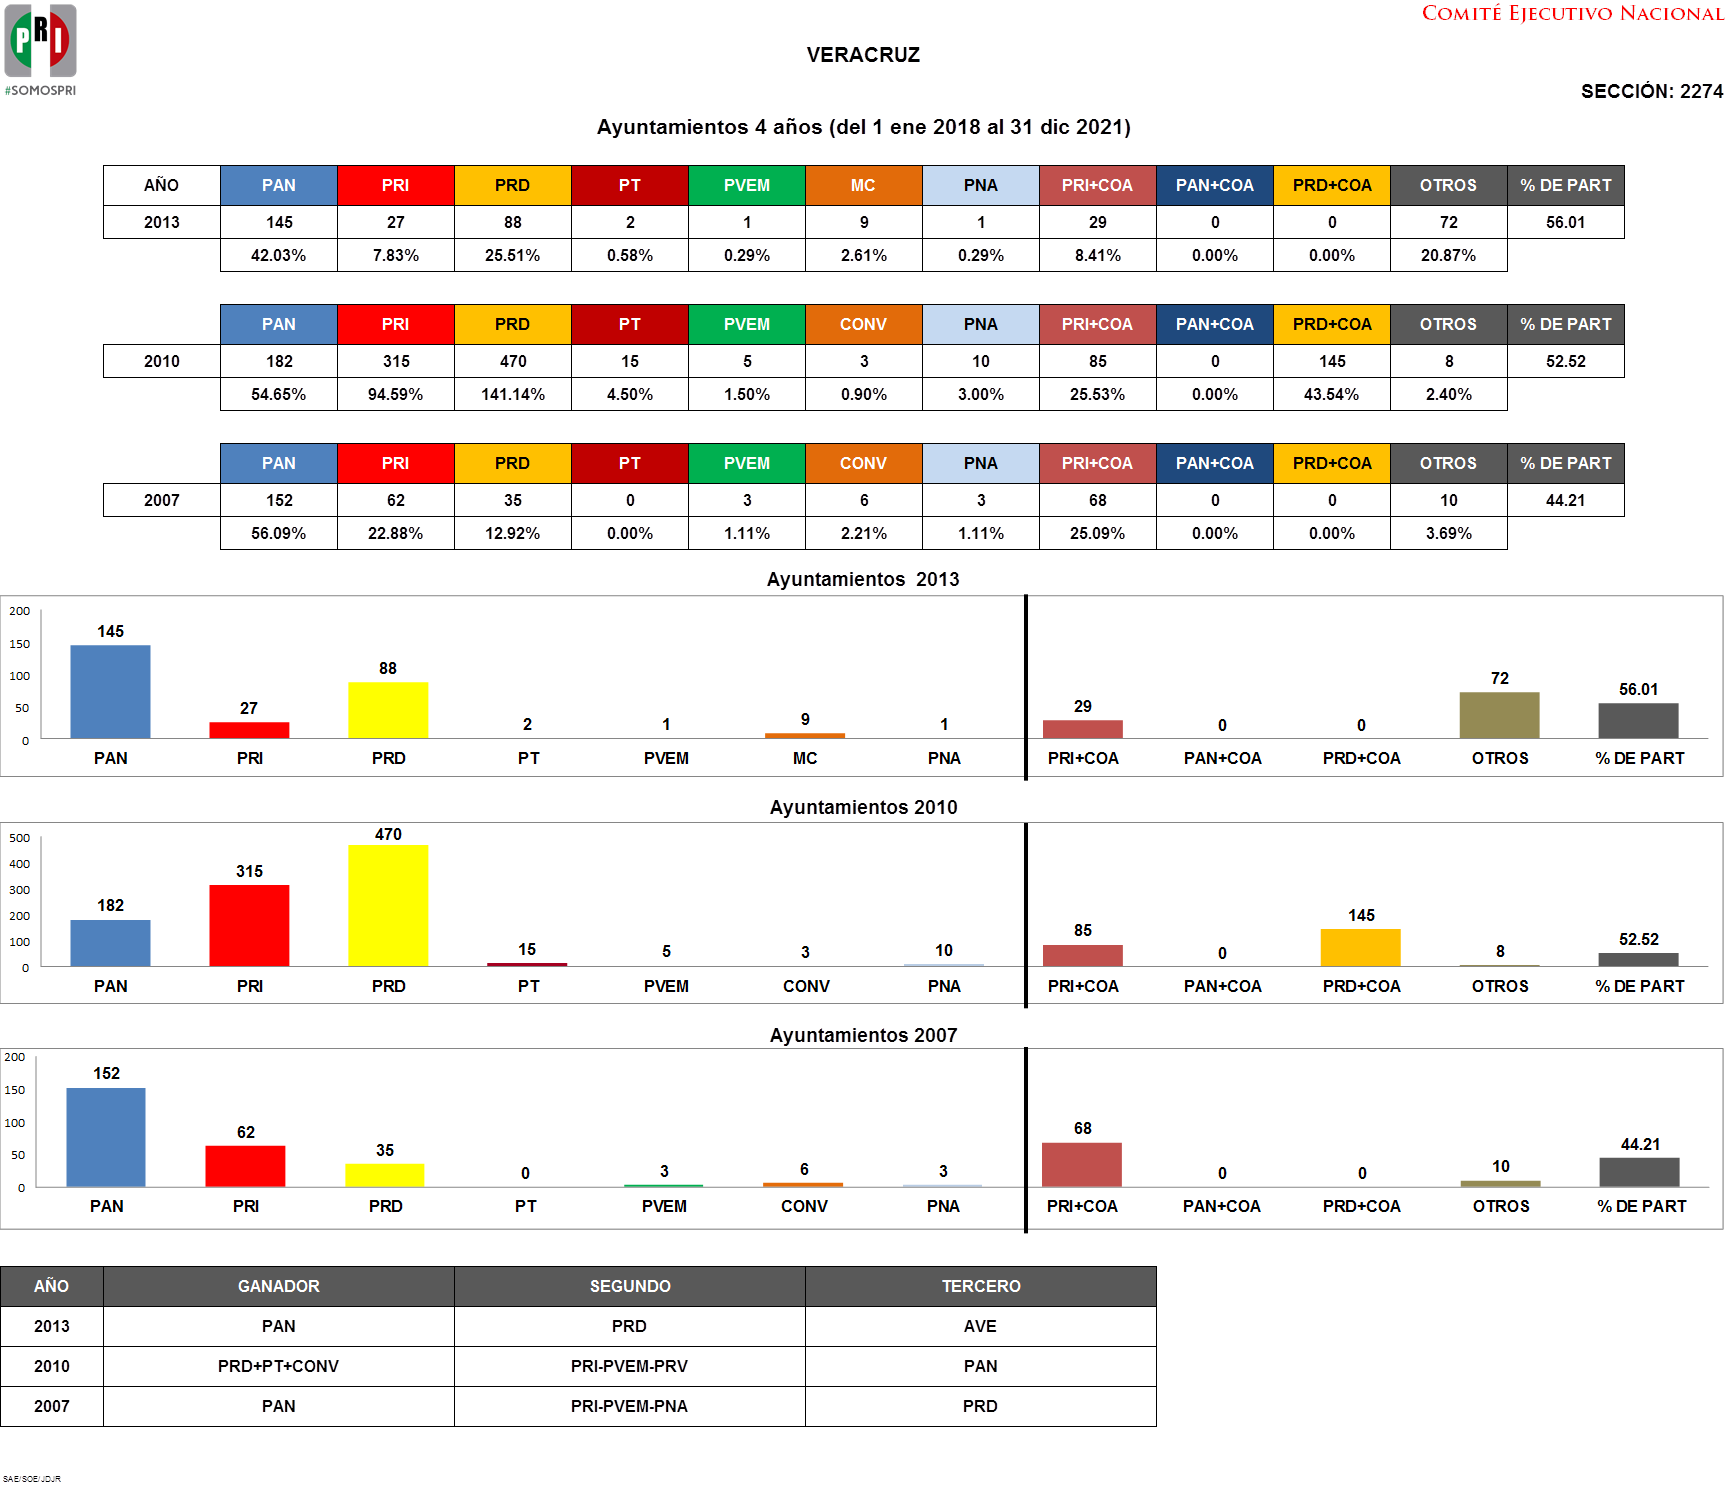 COMITÉ EJECUTIVO NACIONAL
PRI
#SOMOSPRI
VERACRUZ
SECCIÓN: 2274
Ayuntamientos 4 años (del 1 ene 2018 al 31 dic 2021)
AÑO PAN PRI PRD PT PVEM MC PNA PRI+COA PAN+COA PRD+COA OTROS % DE PART
2013 145 27 88 2 1 9 1 29 0 0 72 56.01
42.03% 7.83% 25.51% 0.58% 0.29% 2.61% 0.29% 8.41% 0.00% 0.00% 20.87%
PAN PRI PRD PT PVEM CONV PNA PRI+COA PAN+COA PRD+COA OTROS % DE PART
2010 182 315 470 15 5 3 10 85 0 145 8 52.52
54.65% 94.59% 141.14% 4.50% 1.50% 0.90% 3.00% 25.53% 0.00% 43.54% 2.40%
PAN PRI PRD PT PVEM CONV PNA PRI+COA PAN+COA PRD+COA OTROS % DE PART
2007 152 62 35 0 3 6 3 68 0 0 10 44.21
56.09% 22.88% 12.92% 0.00% 1.11% 2.21% 1.11% 25.09% 0.00% 0.00% 3.69%
Ayuntamientos 2013
200
150
100
50
0
145 27 88 2 1 9 1 29 0 0 72 56.01
PAN PRI PRD PT PVEM MC PNA PRI+COA PAN+COA PRD+COA OTROS % DE PART
Ayuntamientos 2010
500
400
300
200
100
0
182 315 470 15 5 3 10 85 0 145 8 52.52
PAN PRI PRD PT PVEM CONV PNA PRI+COA PAN+COA PRD+COA OTROS % DE PART
Ayuntamientos 2007
200
150
100
50
0
152 62 35 0 3 6 3 68 0 0 10 44.21
PAN PRI PRD PT PVEM CONV PNA PRI+COA PAN+COA PRD+COA OTROS % DE PART
AÑO GANADOR SEGUNDO TERCERO
2013 PAN PRD AVE
2010 PRD+PT+CONV PRI-PVEM-PRV PAN
2007 PAN PRI-PVEM-PNA PRD
SAE/SOE/JDJR